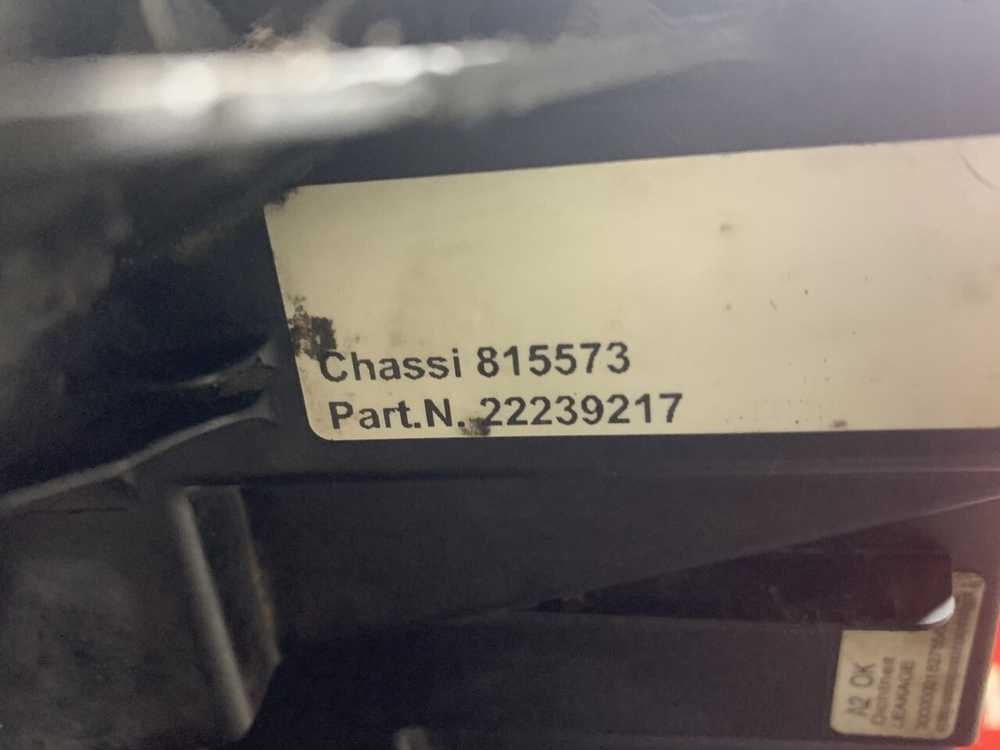 Chassi 815573
Part.N. 22239217
A2 OK
LEAKAGE